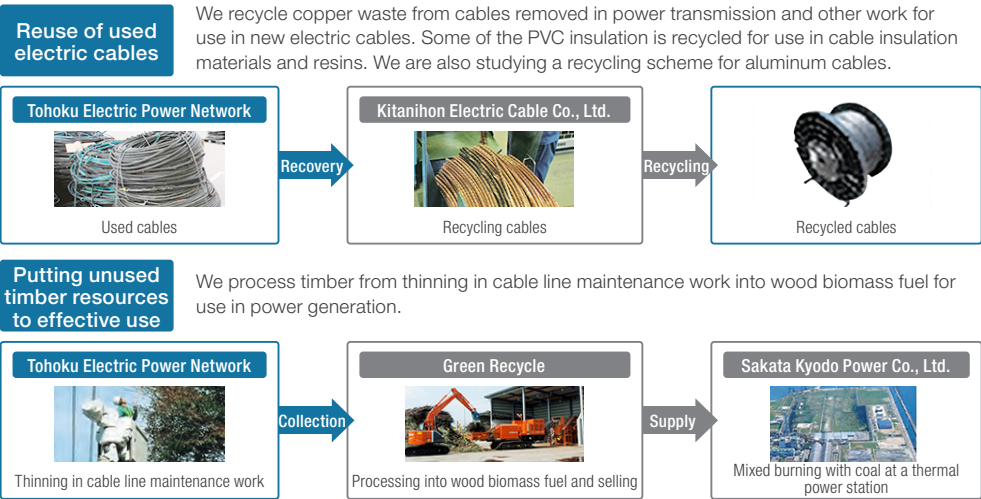 Reuse of used
electric cables
We recycle copper waste from cables removed in power transmission and other work for
use in new electric cables. Some of the PVC insulation is recycled for use in cable insulation
materials and resins. We are also studying a recycling scheme for aluminum cables.
Tohoku Electric Power Network
Used cables
Recovery
Kitanihon Electric Cable Co., Ltd.
Recycling cables
Recycling
Recycled cables
Putting unused
timber resources
to effective use
We process timber from thinning in cable line maintenance work into wood biomass fuel for
use in power generation.
Tohoku Electric Power Network
Thinning in cable line maintenance work
Collection
Green Recycle
Processing into wood biomass fuel and selling
Supply
Sakata Kyodo Power Co., Ltd.
Mixed burning with coal at a thermal
power station